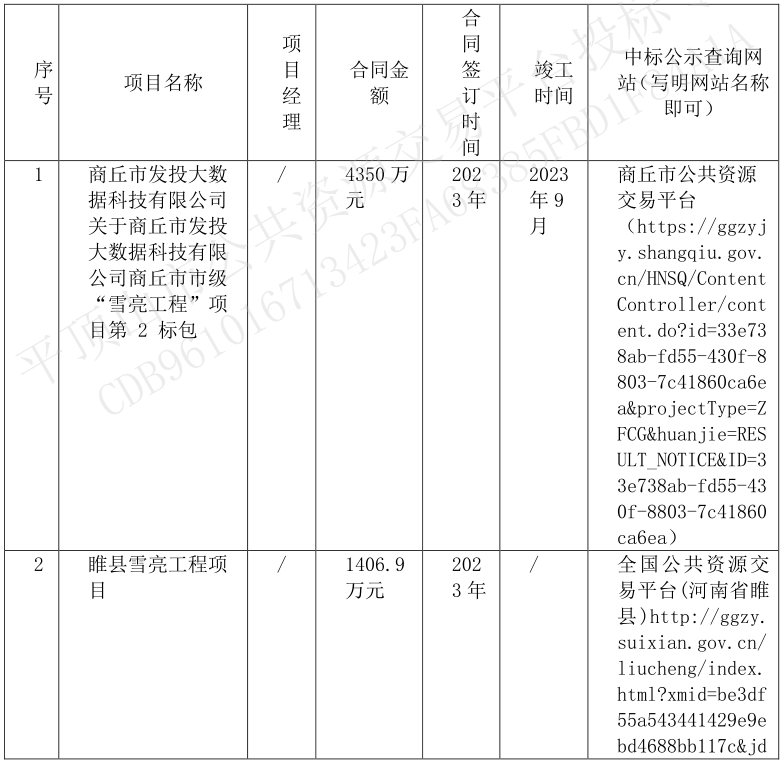 序号
项目名称
项目经理
合同金额
合同签订时间
竣工时间
中标公示查询网
站（写明网站名称
即可）
1
商丘市发投大数
据科技有限公司
关于商丘市发投
大数据科技有限
公司商丘市市级
“雪亮工程”项
目第 2 标包
/
4350 万
元
202
3 年
2023
年 9
月
商丘市公共资源
交易平台
（https://ggzyj
y.shangqiu.gov.
cn/HNSQ/Content
Controller/cont
ent.do?id=33e73
8ab-fd55-430f-8
803-7c41860ca6e
a&projectType=Z
FCG&huanjie=RES
ULT_NOTICE&ID=3
3e738ab-fd55-43
0f-8803-7c41860
ca6ea）
2
睢县雪亮工程项
目
/
1406.9
万元
202
3 年
/
全国公共资源交
易平台(河南省睢
县)http://ggzy.
suixian.gov.cn/
liucheng/index.
html?xmid=be3df
55a543441429e9e
bd4688bb117c&jd